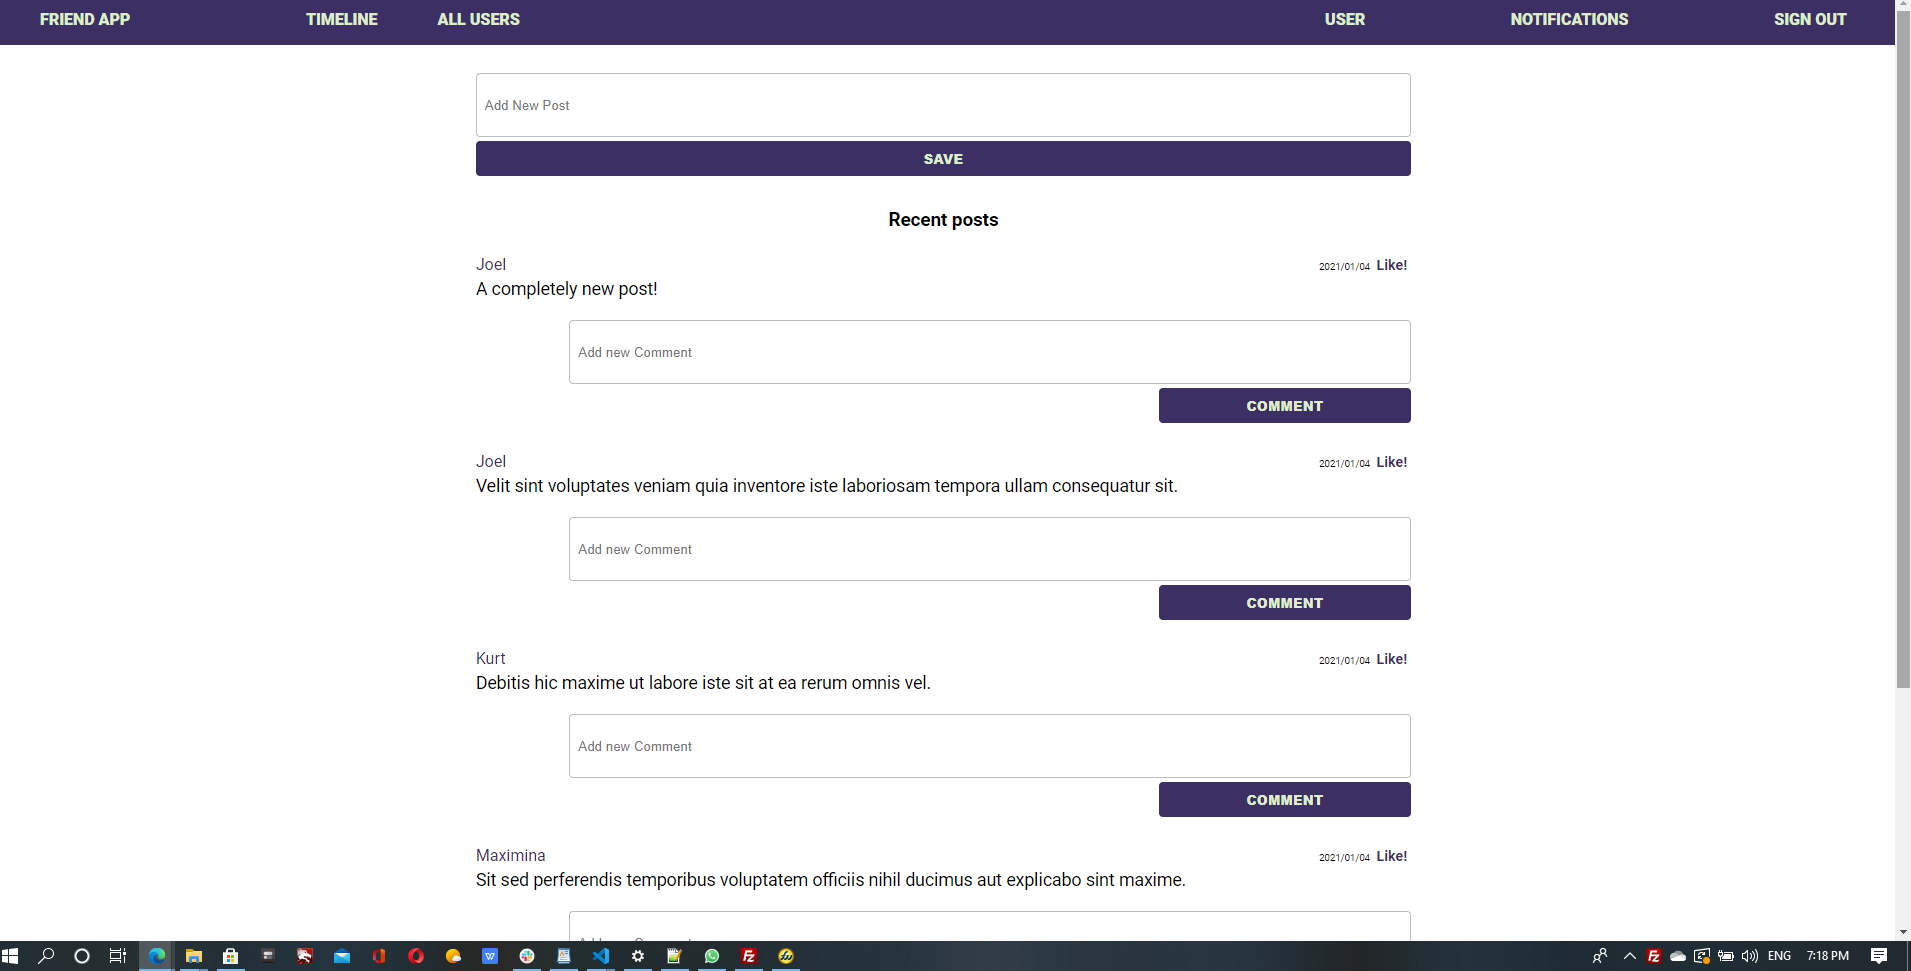 FRIEND APP TIMELINE ALL USERS USER NOTIFICATIONS SIGN OUT
Add New Post
SAVE
Recent posts
Joel 2021/01/04 Like!
A completely new post!
Add new Comment
COMMENT
Joel 2021/01/04 Like!
Velit sint voluptates veniam quia inventore iste laboriosam tempora ullam consequatur sit.
Add new Comment
COMMENT
Kurt 2021/01/04 Like!
Debitis hic maxime ut labore iste sit at ea rerum omnis vel.
Add new Comment
COMMENT
Maximina 2021/01/04 Like!
Sit sed perferendis temporibus voluptatem officiis nihil ducimus aut explicabo sint maxime.
ENG 7:18 PM